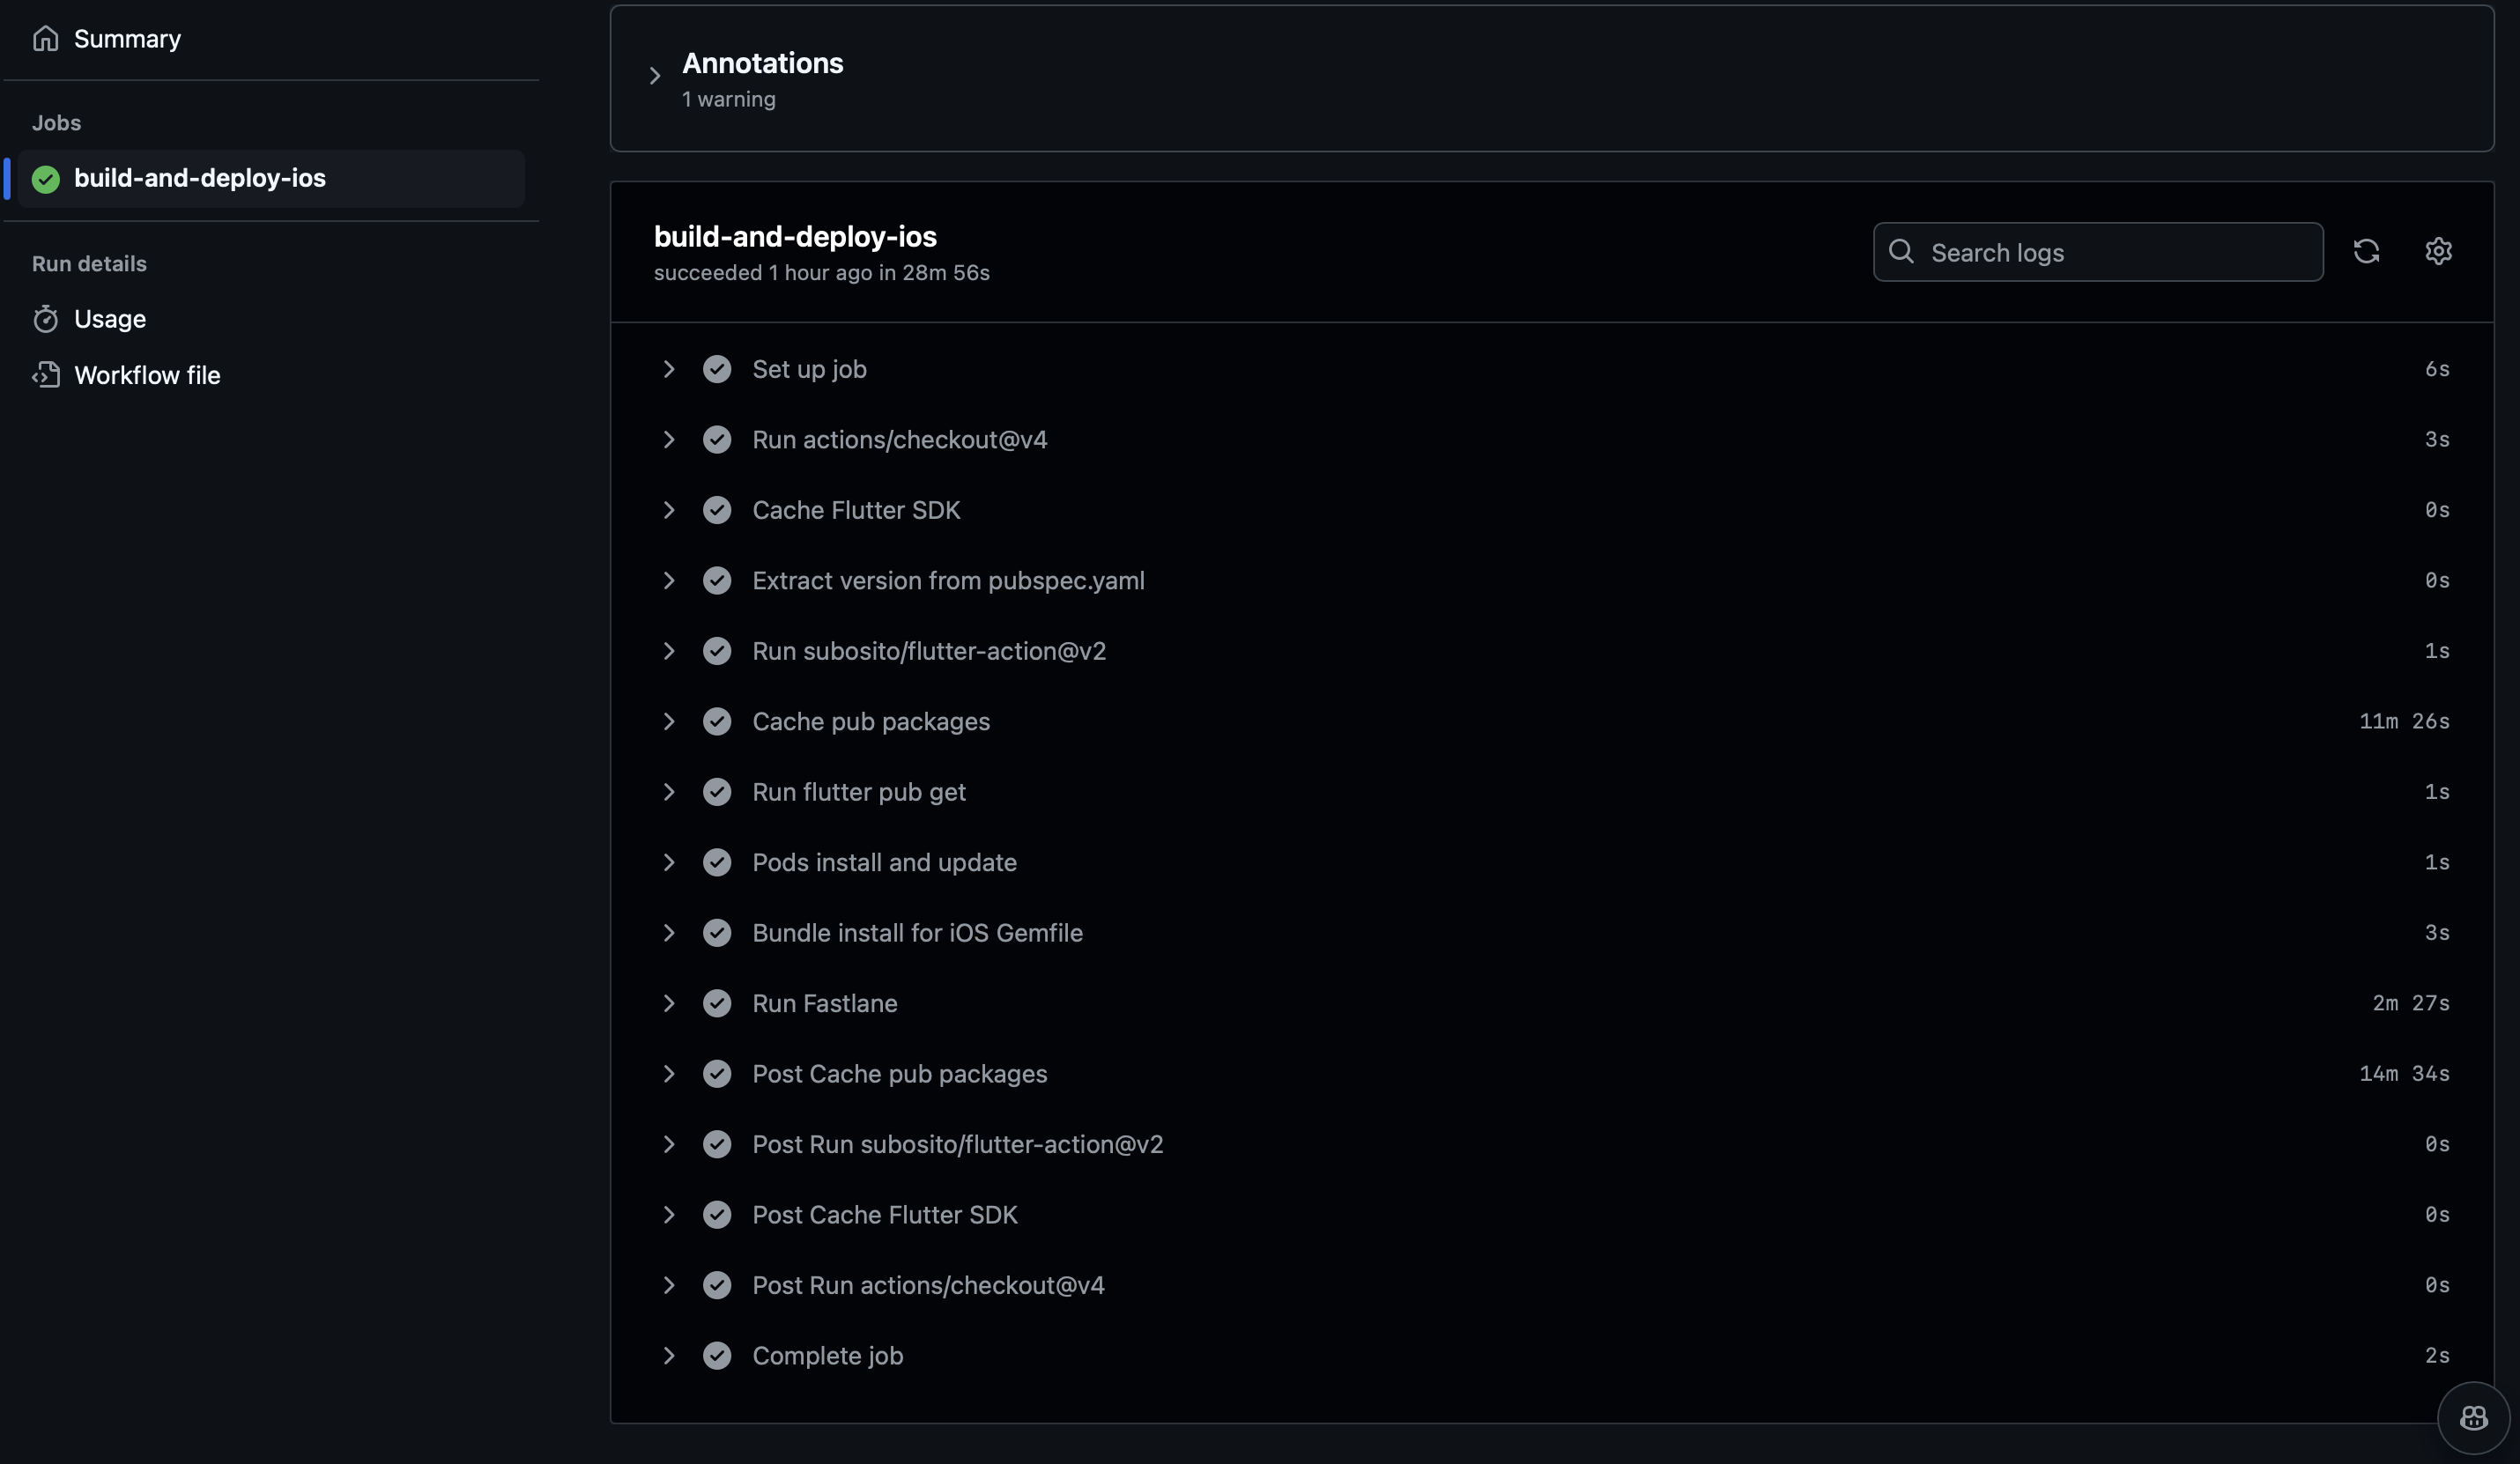 Summary
Jobs
build-and-deploy-ios
Run details
Usage
Workflow file
Annotations
1 warning
build-and-deploy-ios
succeeded 1 hour ago in 28m 56s
Search logs
Set up job 6s
Run actions/checkout@v4 3s
Cache Flutter SDK 0s
Extract version from pubspec.yaml 0s
Run subosito/flutter-action@v2 1s
Cache pub packages 11m 26s
Run flutter pub get 1s
Pods install and update 1s
Bundle install for iOS Gemfile 3s
Run Fastlane 2m 27s
Post Cache pub packages 14m 34s
Post Run subosito/flutter-action@v2 0s
Post Cache Flutter SDK 0s
Post Run actions/checkout@v4 0s
Complete job 2s